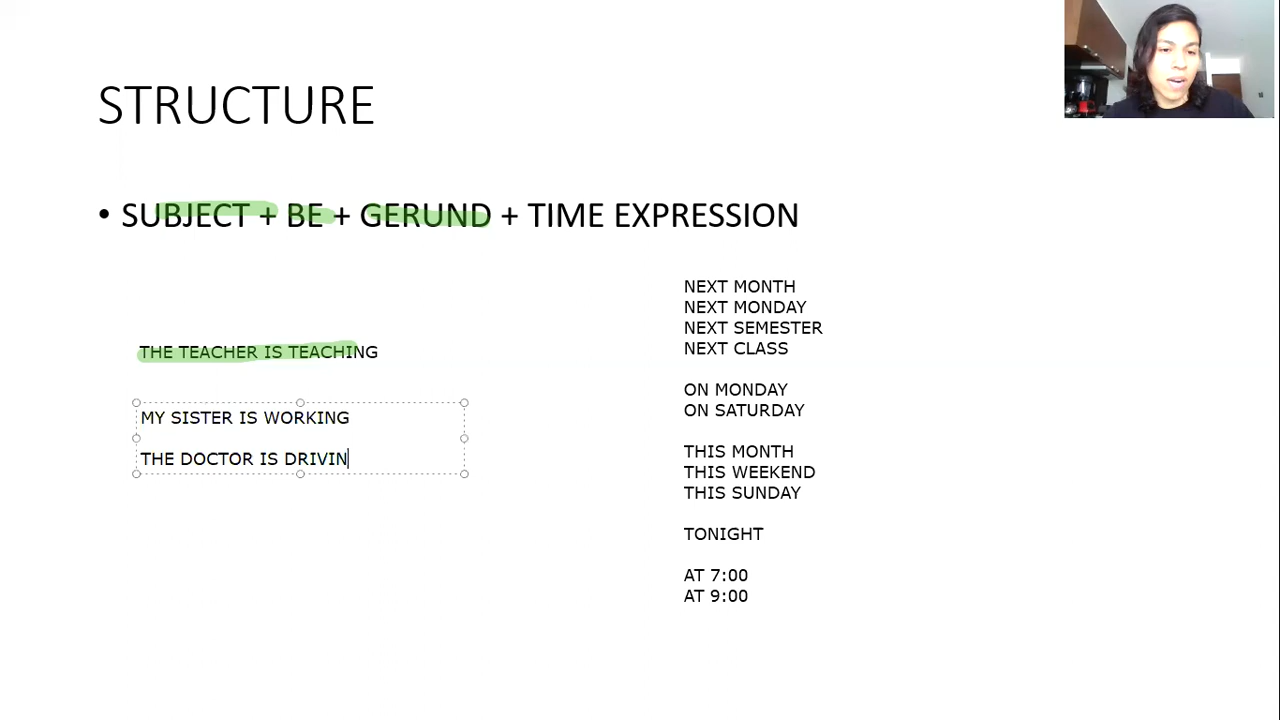 STRUCTURE
• SUBJECT + BE + GERUND + TIME EXPRESSION
THE TEACHER IS TEACHING
MY SISTER IS WORKING
THE DOCTOR IS DRIVIN
NEXT MONTH
NEXT MONDAY
NEXT SEMESTER
NEXT CLASS
ON MONDAY
ON SATURDAY
THIS MONTH
THIS WEEKEND
THIS SUNDAY
TONIGHT
AT 7:00
AT 9:00